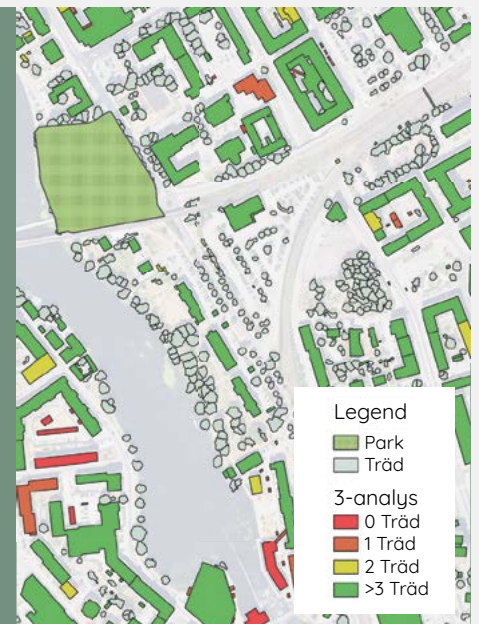 Legend
Park
Träd
3-analys
0 Träd
1 Träd
2 Träd
>3 Träd